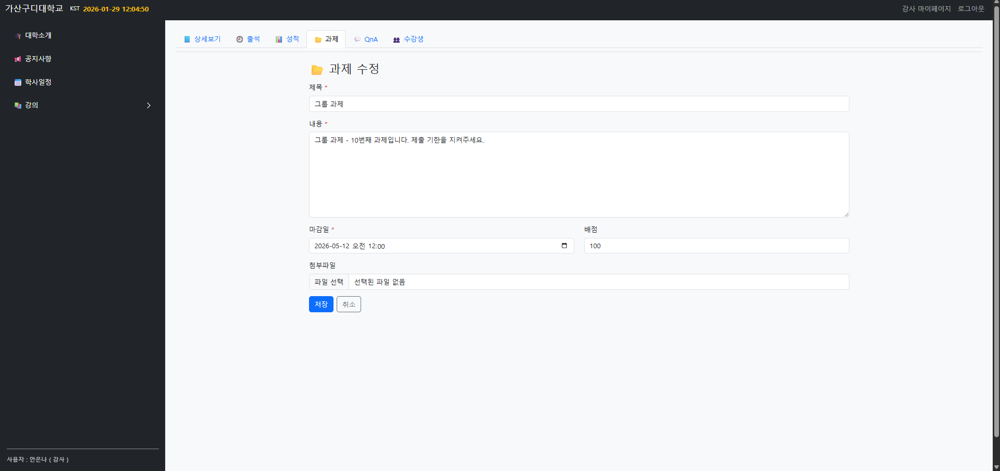 가산구디대학교 KST 2026-01-29 12:04:50
강사 마이페이지 로그아웃
대학소개
공지사항
학사일정
강의
상세보기 출석 성적 과제 QnA 수강생
과제 수정
제목 *
그룹 과제
내용 *
그룹 과제 - 10번째 과제입니다. 제출 기한을 지켜주세요.
마감일 * 배점
2026-05-12 오전 12:00 100
첨부파일
파일 선택 선택된 파일 없음
저장 취소
사용자 : 안은나 ( 강사 )